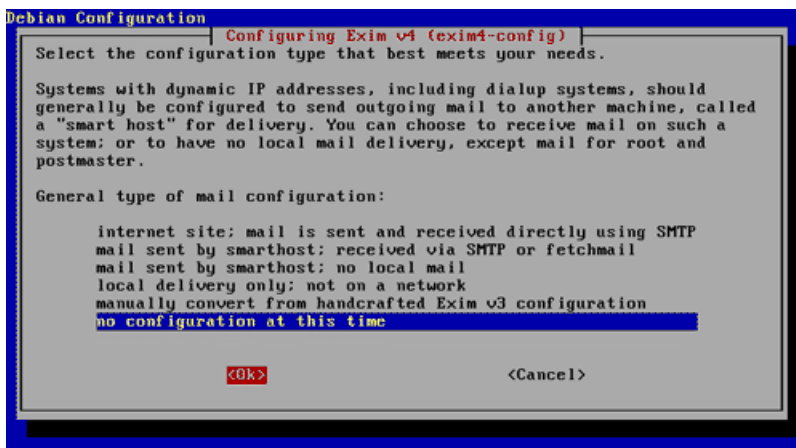 Debian Configuration
Configuring Exim v4 (exim4-config)
Select the configuration type that best meets your needs.
Systems with dynamic IP addresses, including dialup systems, should
generally be configured to send outgoing mail to another machine, called
a "smart host" for delivery. You can choose to receive mail on such a
system; or to have no local mail delivery, except mail for root and
postmaster.
General type of mail configuration:
internet site; mail is sent and received directly using SMTP
mail sent by smarthost; received via SMTP or fetchmail
mail sent by smarthost; no local mail
local delivery only; not on a network
manually convert from handcrafted Exim v3 configuration
no configuration at this time
<Ok> <Cancel>